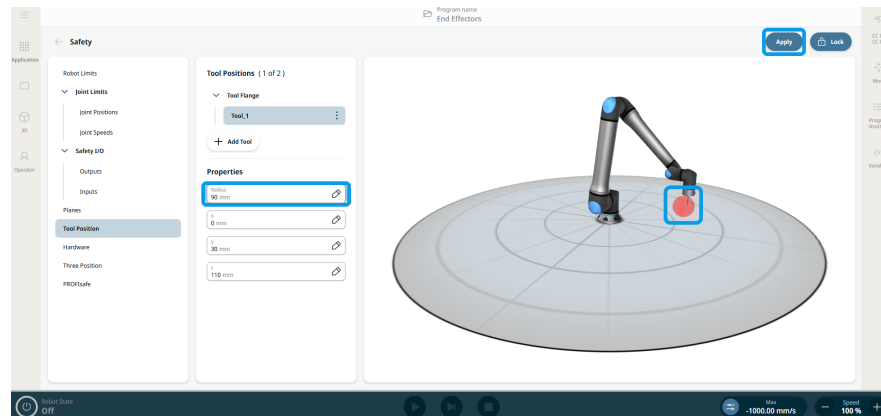 Program name
End Effectors
Safety
Apply
Lock
Application
3D
Operator
Robot Limits
Joint Limits
Joint Positions
Joint Speeds
Safety I/O
Outputs
Inputs
Planes
Tool Position
Hardware
Three Position
PROFIsafe
Tool Positions (1 of 2)
Tool Flange
Tool_1
Add Tool
Properties
Radius
90 mm
0 mm
30 mm
110 mm
Robot State
Off
Max
-1000.00 mm/s
Speed
100 %